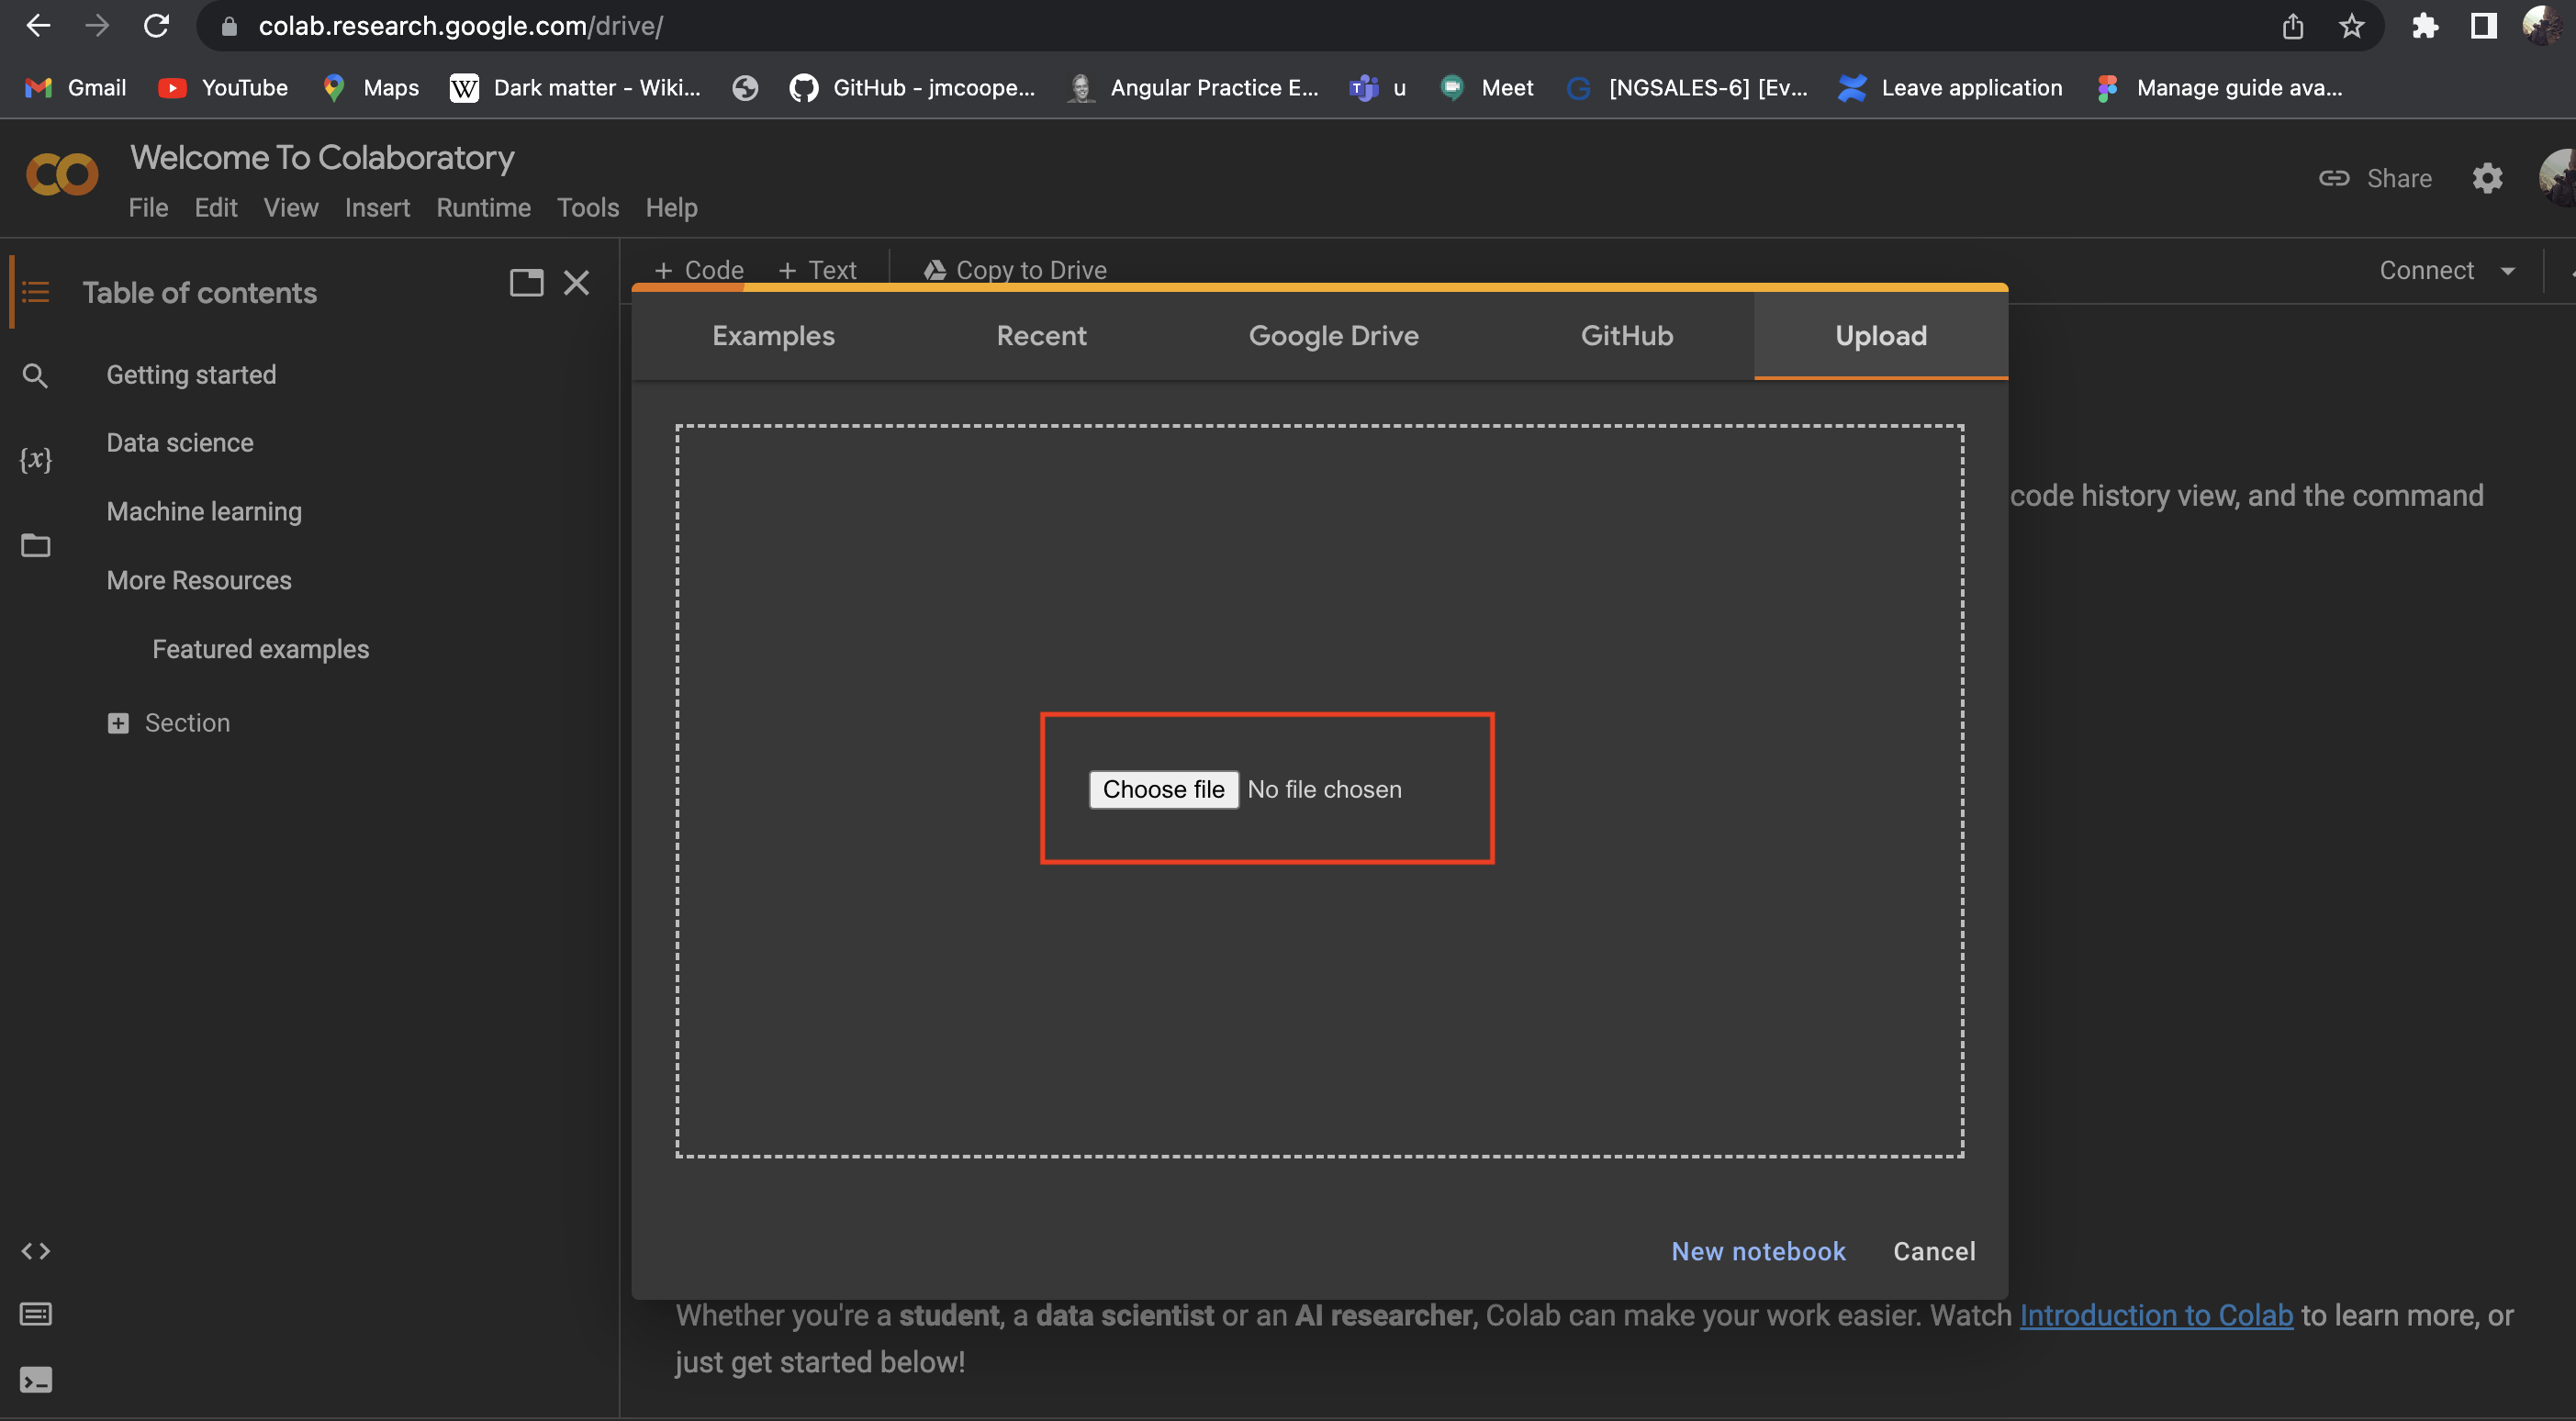 colab.research.google.com/drive/
Gmail YouTube Maps W Dark matter - Wiki... GitHub - jmcoope... Angular Practice E... u Meet G [NGSALES-6] [Ev... Leave application Manage guide ava...
Welcome To Colaboratory
File Edit View Insert Runtime Tools Help
Share
Table of contents
Getting started
Data science
{x}
Machine learning
More Resources
Featured examples
Section
+ Code + Text Copy to Drive
Connect
Examples Recent Google Drive GitHub Upload
code history view, and the command
Choose file No file chosen
New notebook Cancel
Whether you're a student, a data scientist or an AI researcher, Colab can make your work easier. Watch Introduction to Colab to learn more, or
just get started below!